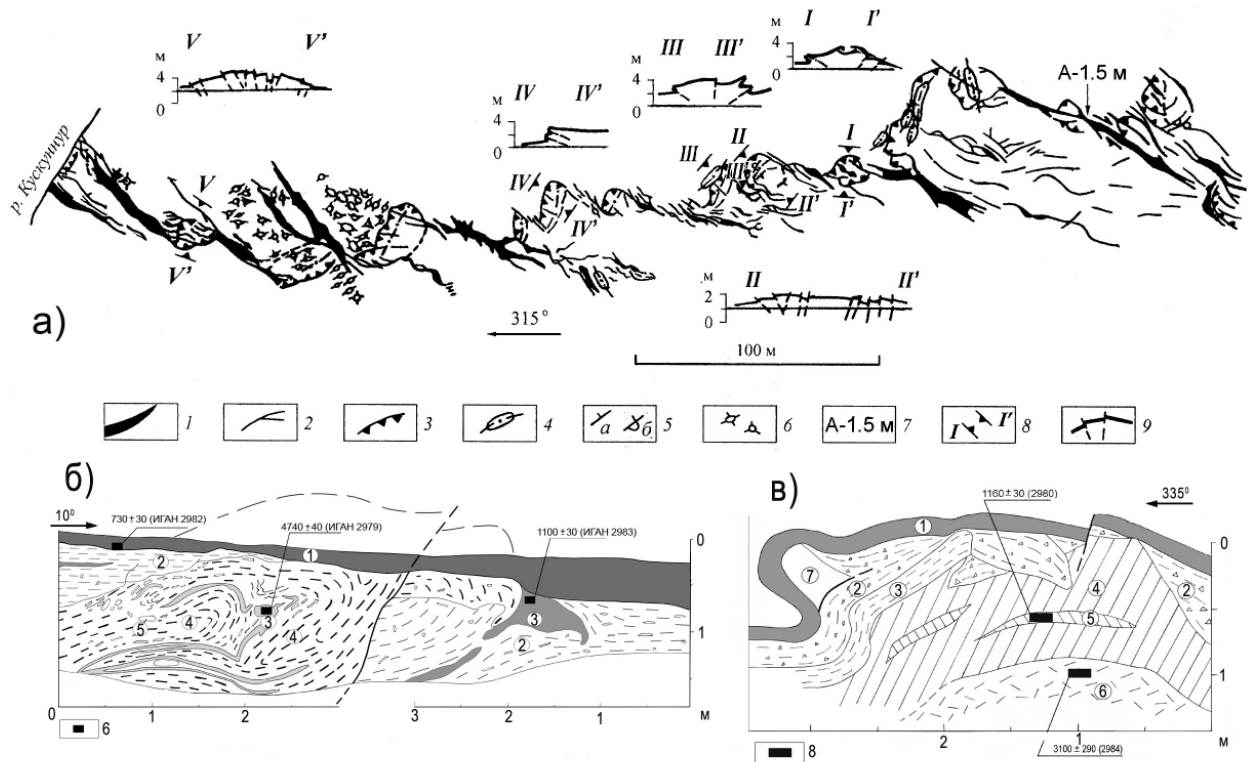 м I I'
4
0
V V'
м
4
0
м III III'
4
0
IV IV'
м
4
0
А-1.5 м
р. Кускуннур
V
V'
IV
IV'
III
III'
II
II'
I
I'
м II II'
2
0
а)
315°
100 м
1 2 3 4 а б 5 6 А-1.5 м 7 I I' 8 9
б)
10°
730±30 (ИГАН 2982)
4740±40 (ИГАН 2979)
1100±30 (ИГАН 2983)
1
2
3
4
5
3
4
2
0
1
0 1 2 3 2 1 м
6
в)
335°
1160±30 (2980)
1
7
2
3
4
2
5
6
0
1
2 1 м
3100±290 (2984)
8